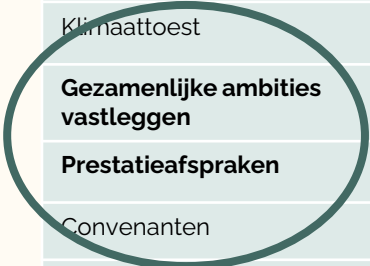 Klimaattoest
Gezamenlijke ambities
vastleggen
Prestatieafspraken
Convenanten